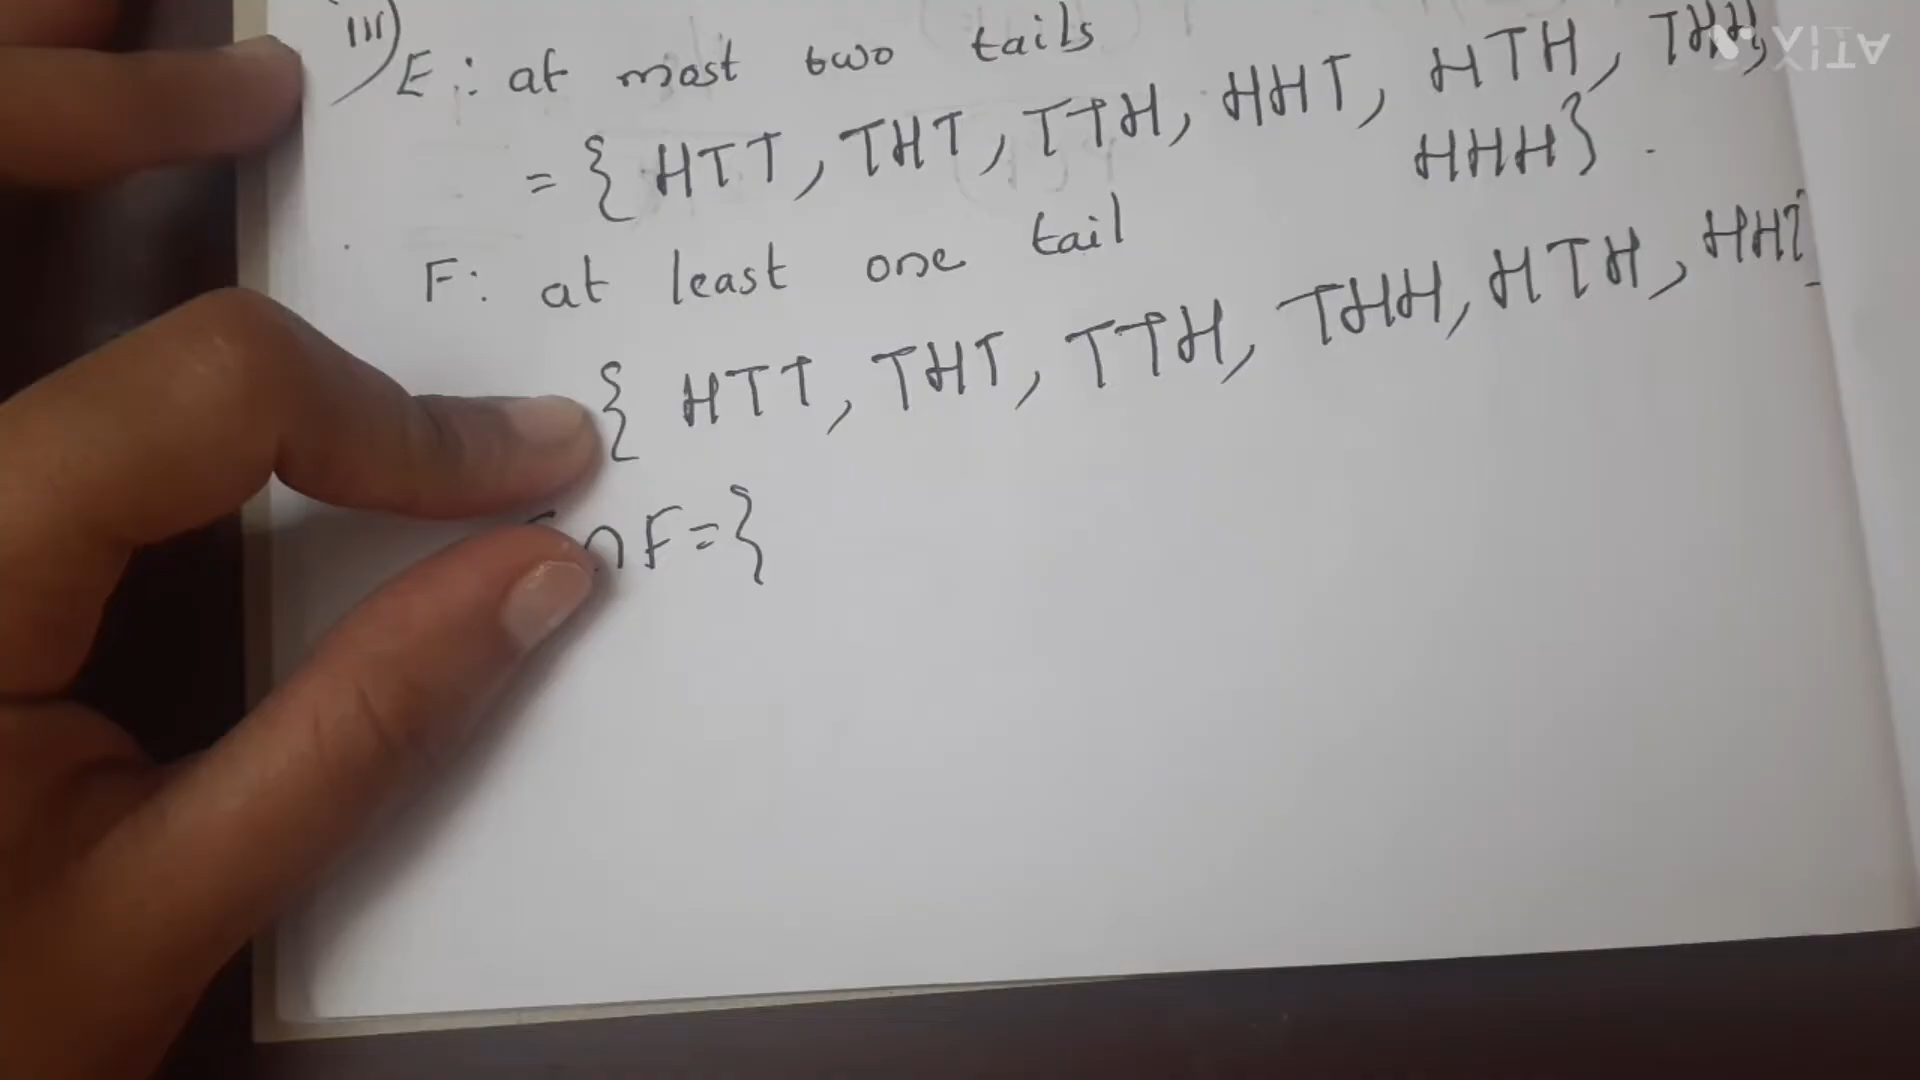 iii) E: at most two tails
= { HTT, THT, TTH, HHT, HTH, THH,
HHH} .
F: at least one tail
{ HTT, THT, TTH, THH, HTH, HHT
∩ F = {